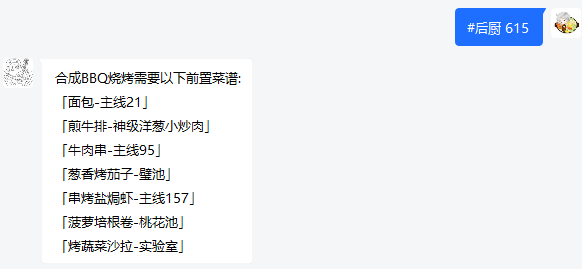 #后厨 615
合成BBQ烧烤需要以下前置菜谱:
「面包-主线21」
「煎牛排-神级洋葱小炒肉」
「牛肉串-主线95」
「葱香烤茄子-璧池」
「串烤盐焗虾-主线157」
「菠萝培根卷-桃花池」
「烤蔬菜沙拉-实验室」